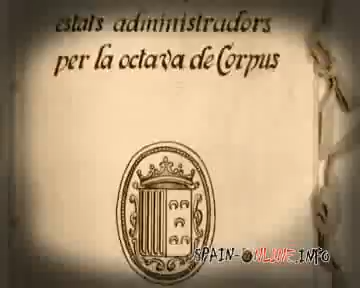 estats administradors
per la octava de Corpus
SPAIN-ONLINE.INFO